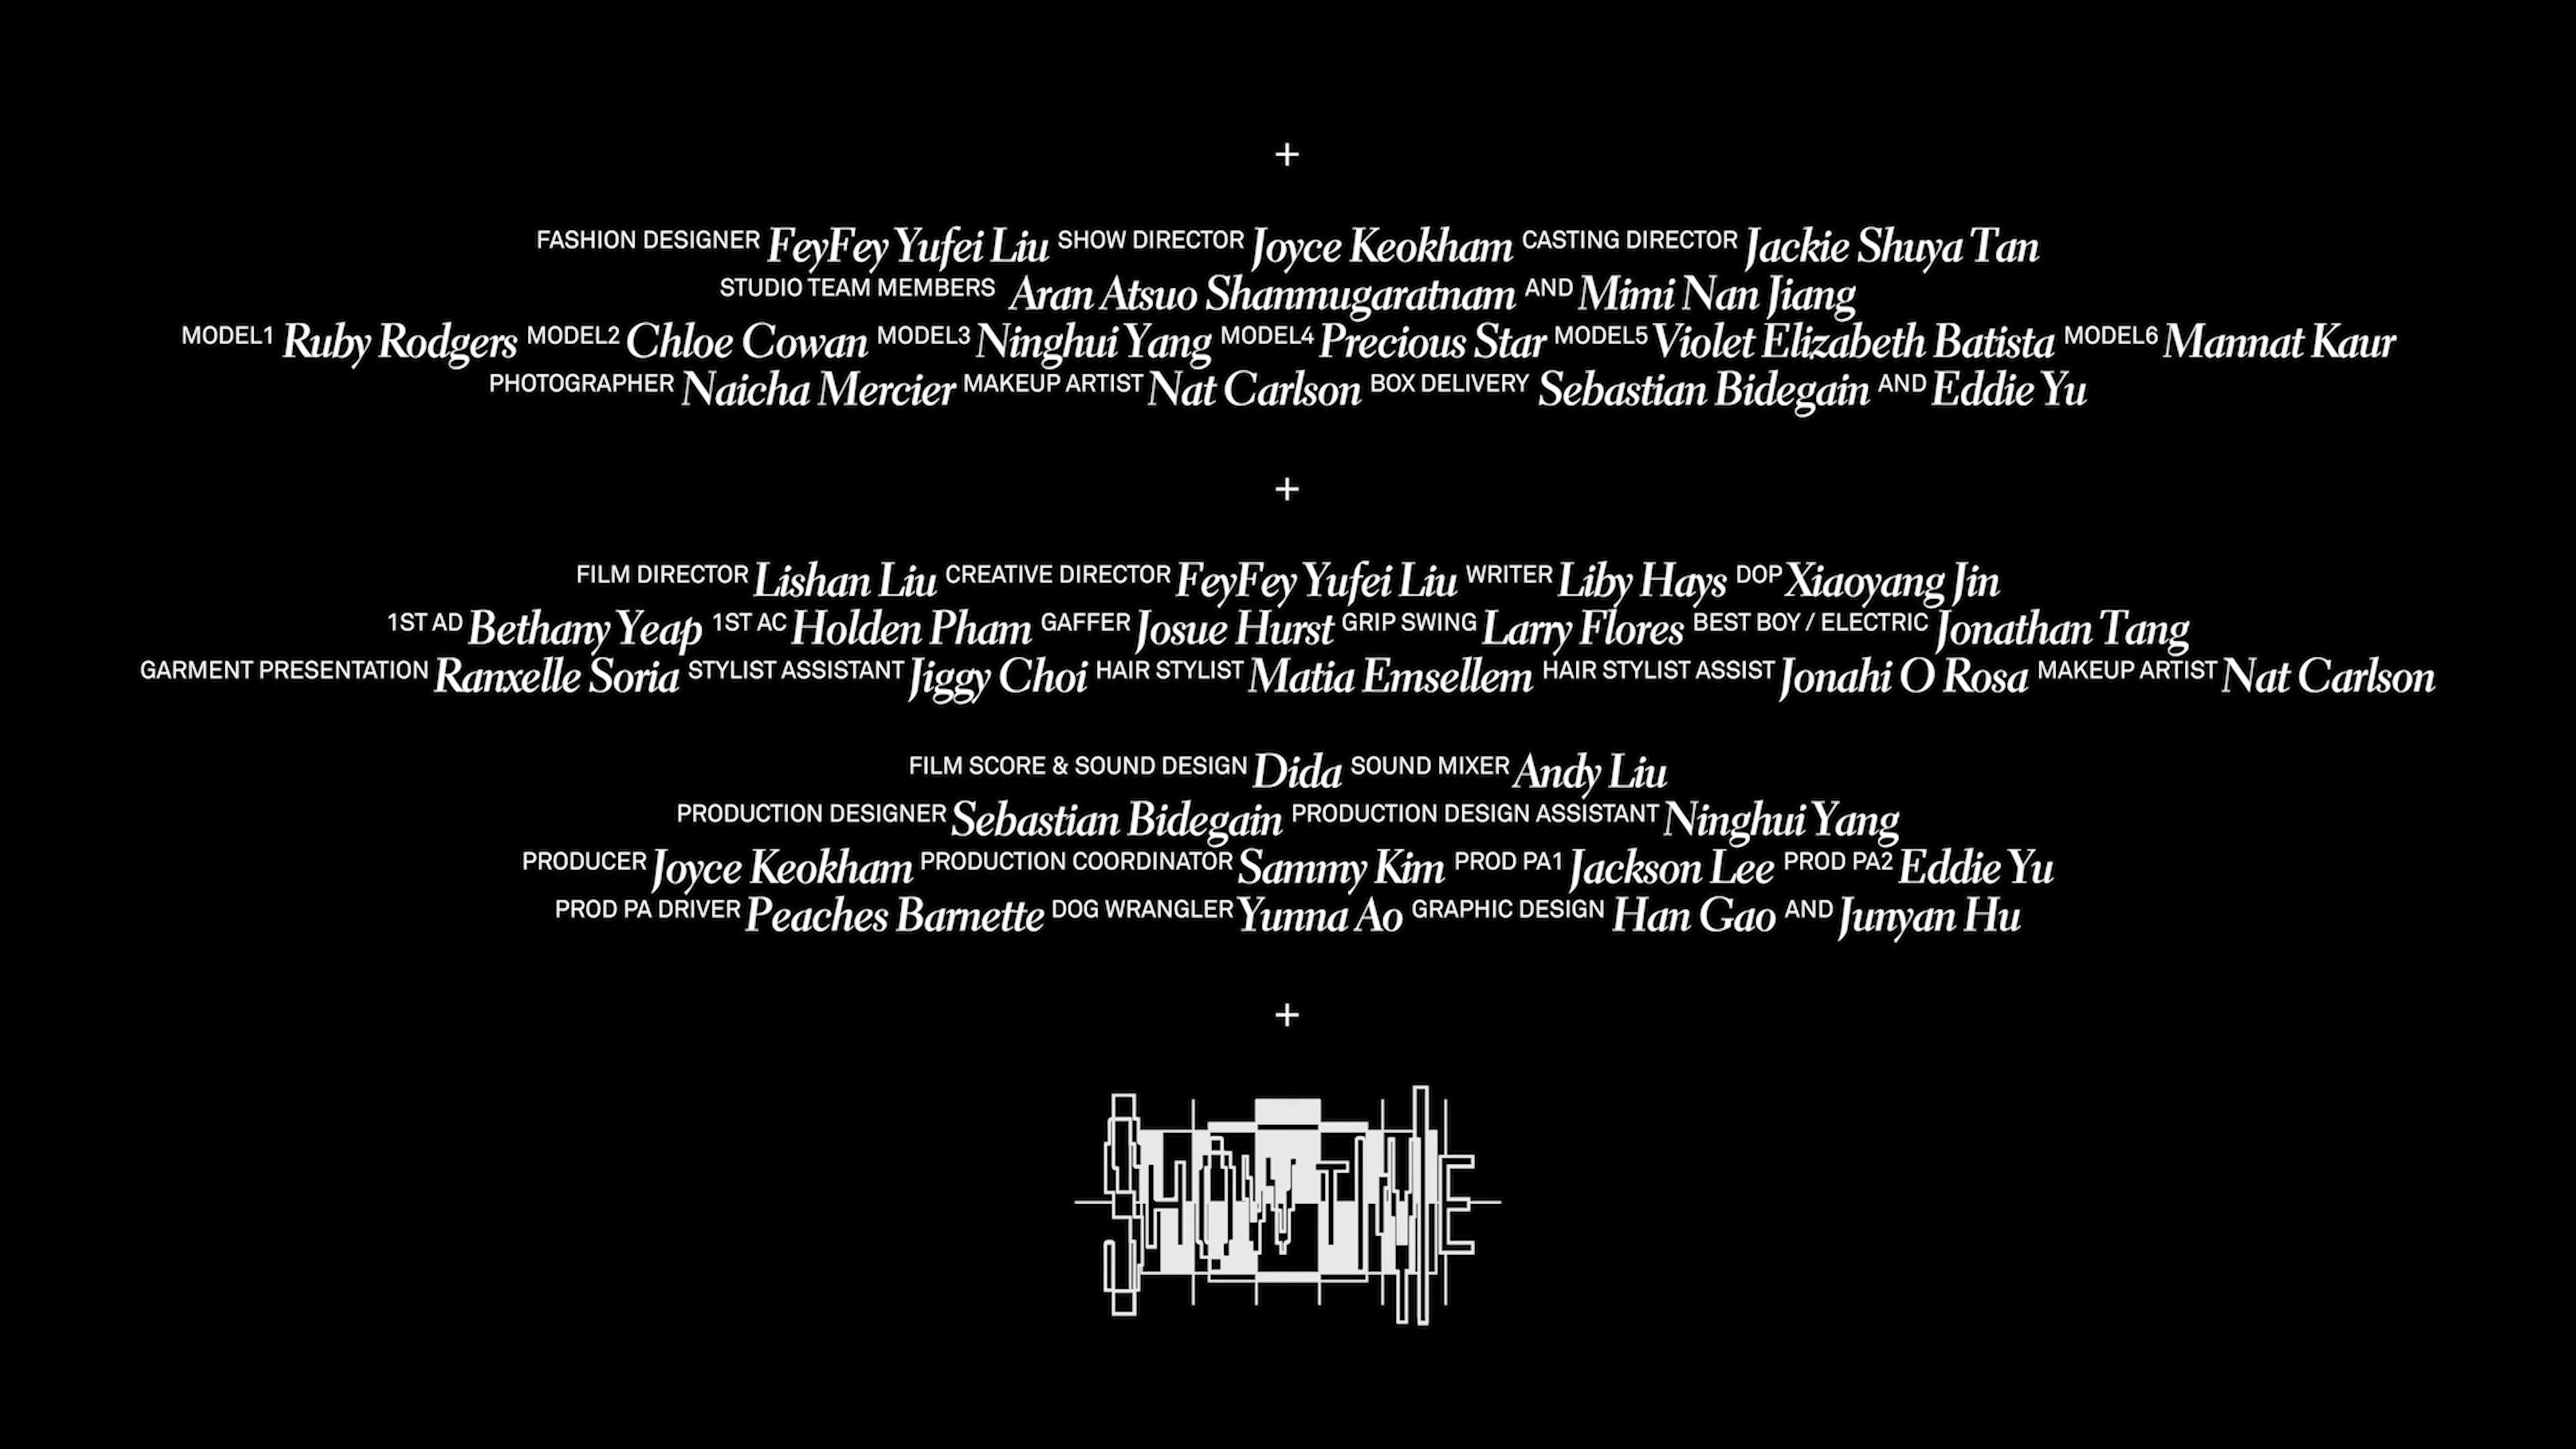 +
FASHION DESIGNER FeyFey Yufei Liu SHOW DIRECTOR Joyce Keokham CASTING DIRECTOR Jackie Shuya Tan
STUDIO TEAM MEMBERS Aran Atsuo Shanmugaratnam AND Mimi Nan Jiang
MODEL1 Ruby Rodgers MODEL2 Chloe Cowan MODEL3 Ninghui Yang MODEL4 Precious Star MODEL5 Violet Elizabeth Batista MODEL6 Mannat Kaur
PHOTOGRAPHER Naicha Mercier MAKEUP ARTIST Nat Carlson BOX DELIVERY Sebastian Bidegain AND Eddie Yu
+
FILM DIRECTOR Lishan Liu CREATIVE DIRECTOR FeyFey Yufei Liu WRITER Liby Hays DOP Xiaoyang Jin
1ST AD Bethany Yeap 1ST AC Holden Pham GAFFER Josue Hurst GRIP SWING Larry Flores BEST BOY / ELECTRIC Jonathan Tang
GARMENT PRESENTATION Ranxelle Soria STYLIST ASSISTANT Jiggy Choi HAIR STYLIST Matia Emsellem HAIR STYLIST ASSIST Jonahi O Rosa MAKEUP ARTIST Nat Carlson
FILM SCORE & SOUND DESIGN Dida SOUND MIXER Andy Liu
PRODUCTION DESIGNER Sebastian Bidegain PRODUCTION DESIGN ASSISTANT Ninghui Yang
PRODUCER Joyce Keokham PRODUCTION COORDINATOR Sammy Kim PROD PA1 Jackson Lee PROD PA2 Eddie Yu
PROD PA DRIVER Peaches Barnette DOG WRANGLER Yunna Ao GRAPHIC DESIGN Han Gao AND Junyan Hu
+